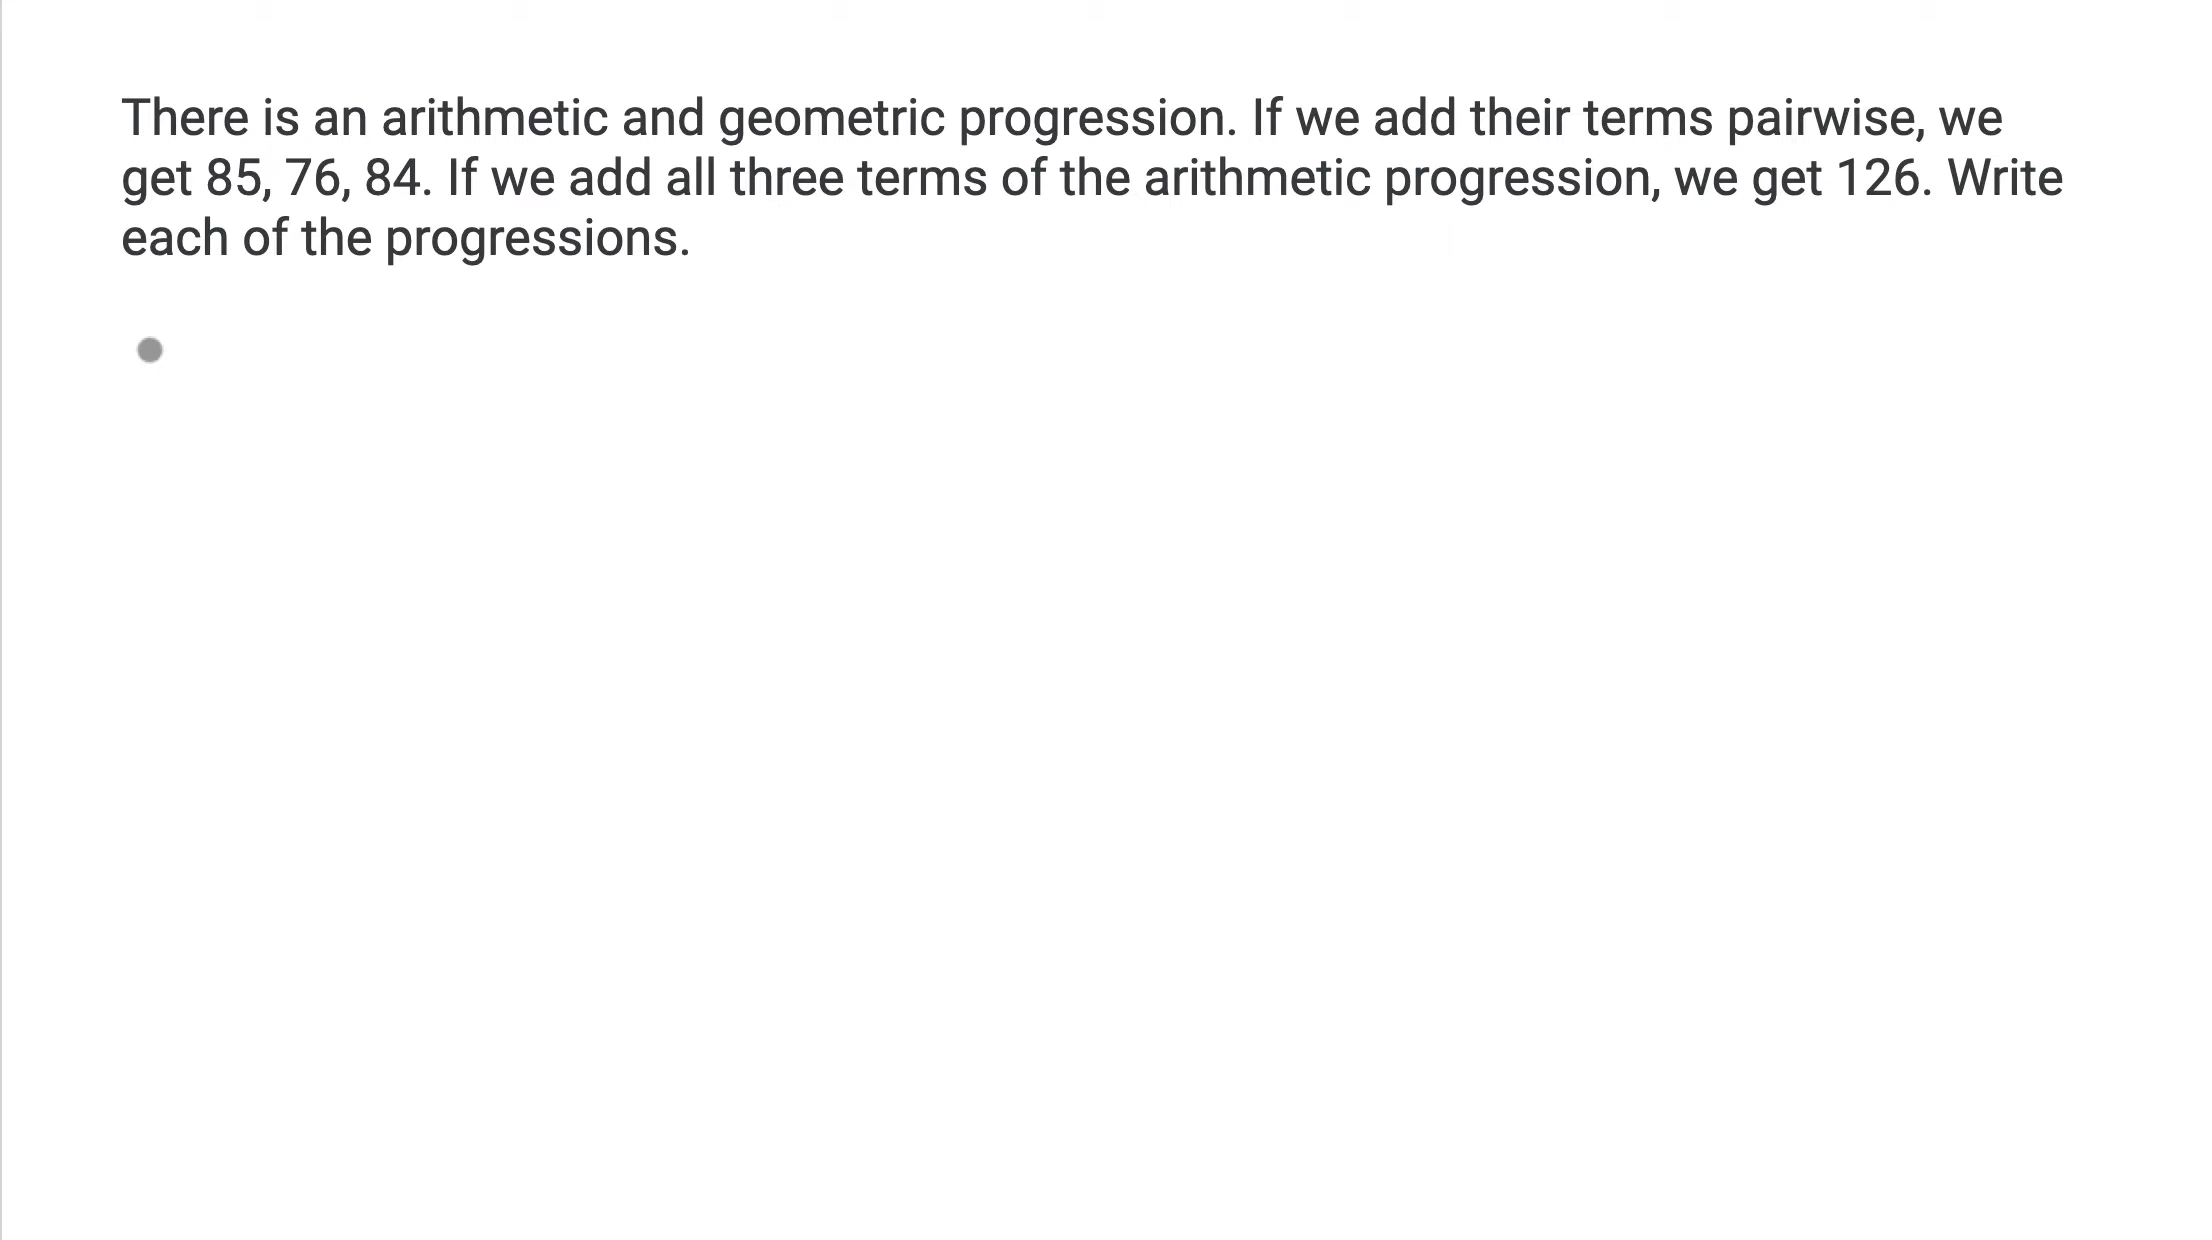 There is an arithmetic and geometric progression. If we add their terms pairwise, we
get 85, 76, 84. If we add all three terms of the arithmetic progression, we get 126. Write
each of the progressions.